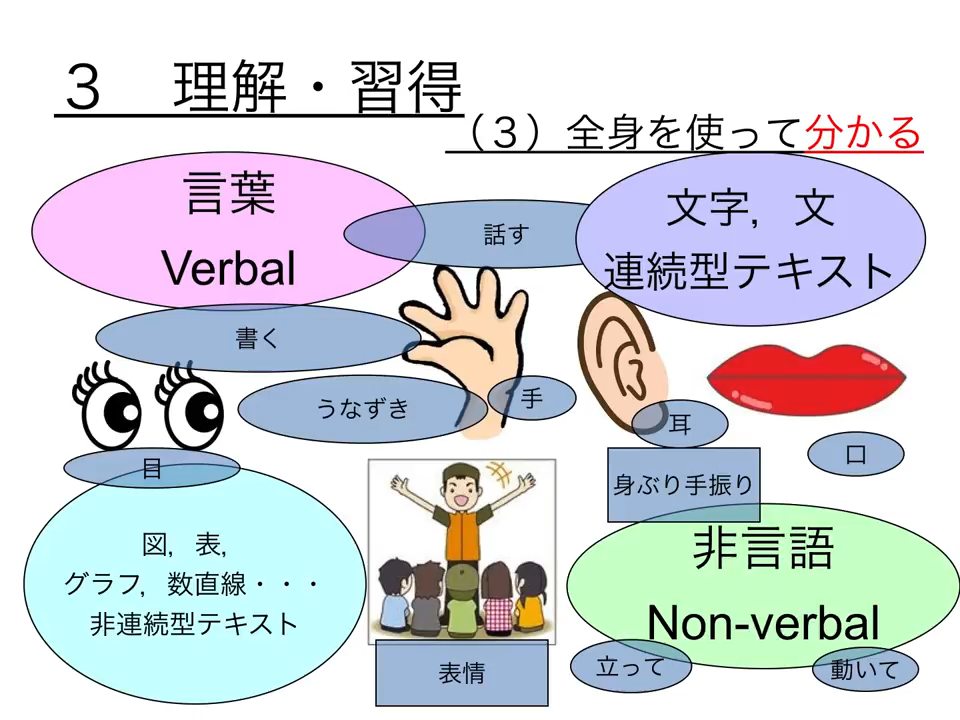 ３　理解・習得
（３）全身を使って分かる
言葉
Verbal
話す
文字，文
連続型テキスト
書く
うなずき
手
耳
口
目
身ぶり手振り
図，表，
グラフ，数直線・・・
非連続型テキスト
非言語
Non-verbal
表情
立って
動いて